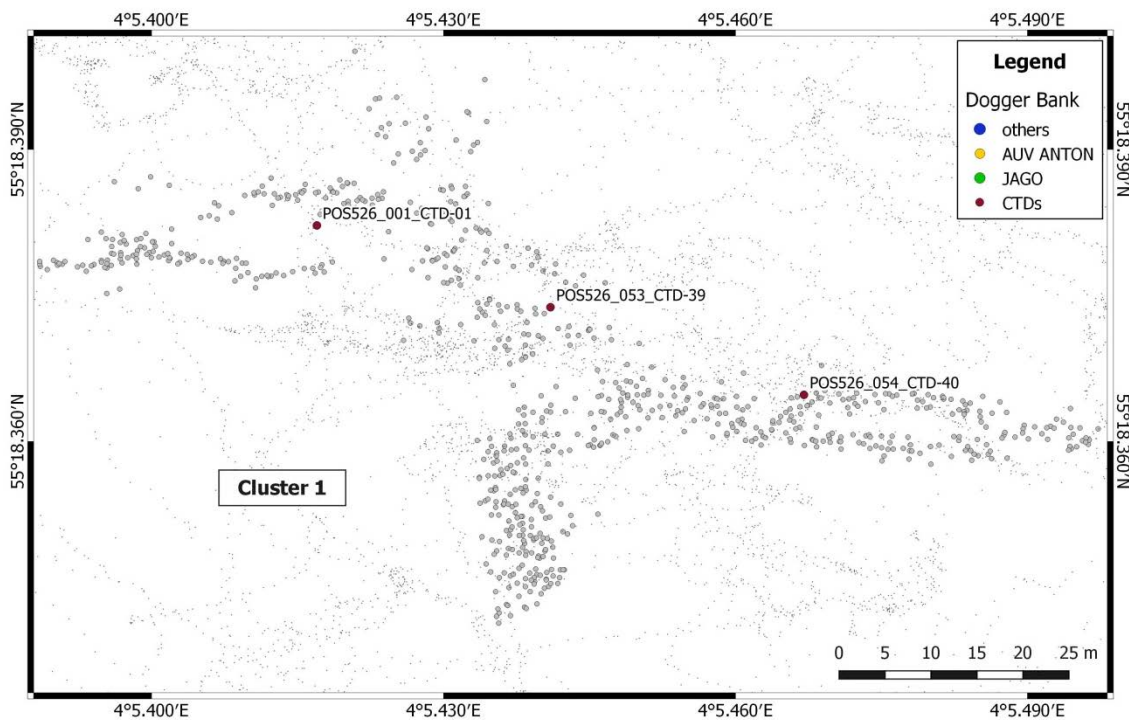 4°5.400′E 4°5.430′E 4°5.460′E 4°5.490′E
Legend
Dogger Bank
others
AUV ANTON
JAGO
CTDs
55°18.390′N 55°18.390′N
POS526_001_CTD-01
POS526_053_CTD-39
POS526_054_CTD-40
55°18.360′N 55°18.360′N
Cluster 1
0 5 10 15 20 25 m
4°5.400′E 4°5.430′E 4°5.460′E 4°5.490′E